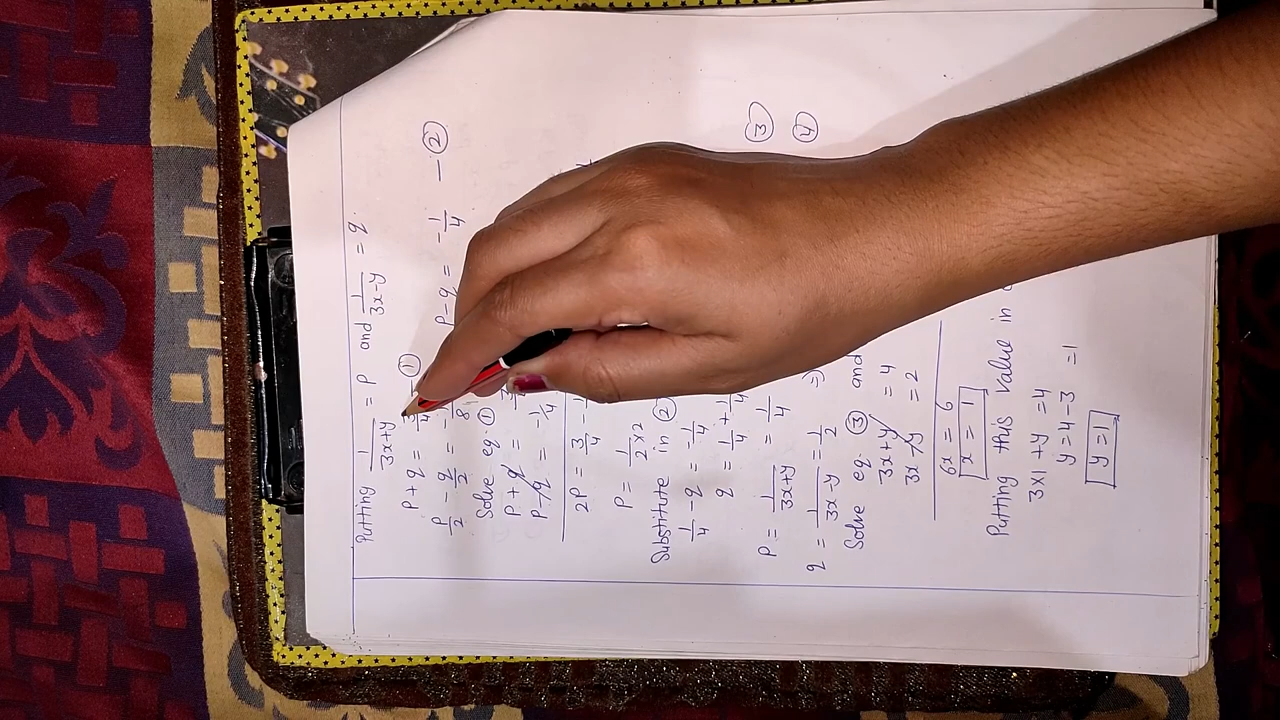 Putting 1/(3x+y) = p and 1/(3x-y) = q.
p + q = 3/4 - ①
p/2 - q/2 = -1/8 p - q = -1/4 - ②
Solve eq ①
p + q =
p - q = -1/4
2p = 3/4 -
p = 1/(2×2)
Substitute in ②
1/4 - q = -1/4
q = 1/4 + 1/4
p = 1/(3x+y) = 1/4 ③
q = 1/(3x-y) = 1/2 => ④
Solve eq. ③ and
3x + y = 4
3x - y = 2
6x = 6
x = 1
Putting this value in
3×1 + y = 4
y = 4 - 3 = 1
y = 1